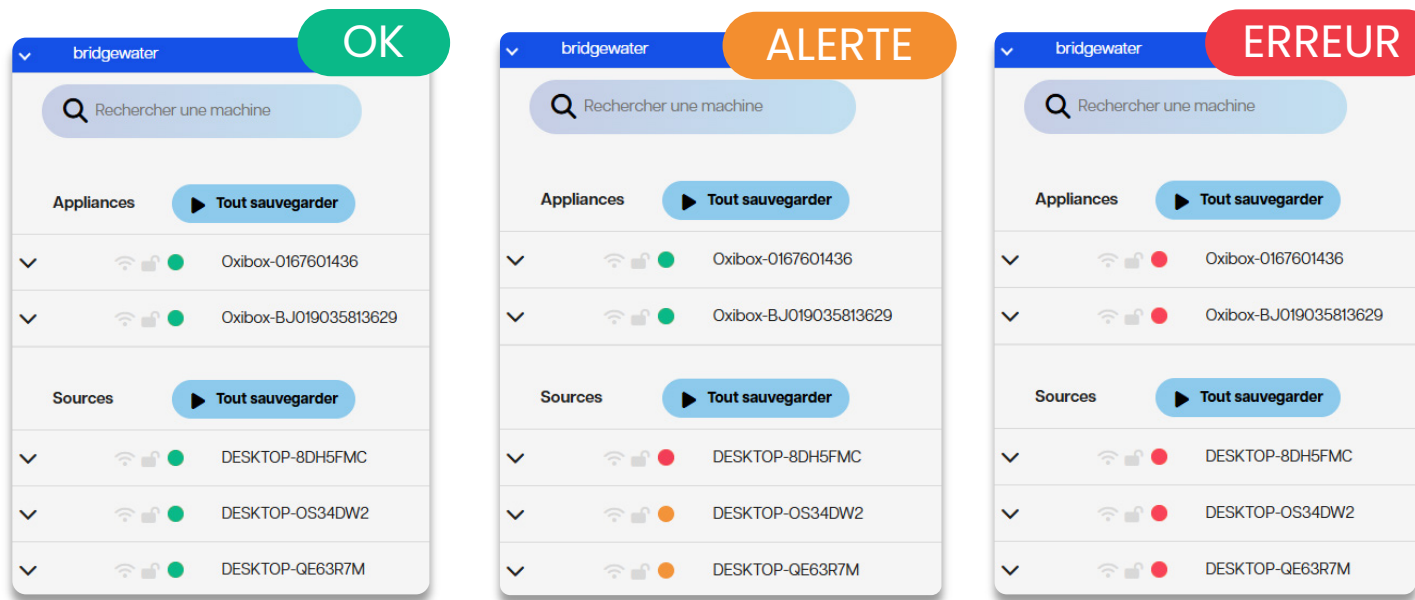 bridgewater
OK
Rechercher une machine
Appliances
Tout sauvegarder
Oxibox-0167601436
Oxibox-BJ019035813629
Sources
Tout sauvegarder
DESKTOP-8DH5FMC
DESKTOP-OS34DW2
DESKTOP-QE63R7M
bridgewater
ALERTE
Rechercher une machine
Appliances
Tout sauvegarder
Oxibox-0167601436
Oxibox-BJ019035813629
Sources
Tout sauvegarder
DESKTOP-8DH5FMC
DESKTOP-OS34DW2
DESKTOP-QE63R7M
bridgewater
ERREUR
Rechercher une machine
Appliances
Tout sauvegarder
Oxibox-0167601436
Oxibox-BJ019035813629
Sources
Tout sauvegarder
DESKTOP-8DH5FMC
DESKTOP-OS34DW2
DESKTOP-QE63R7M